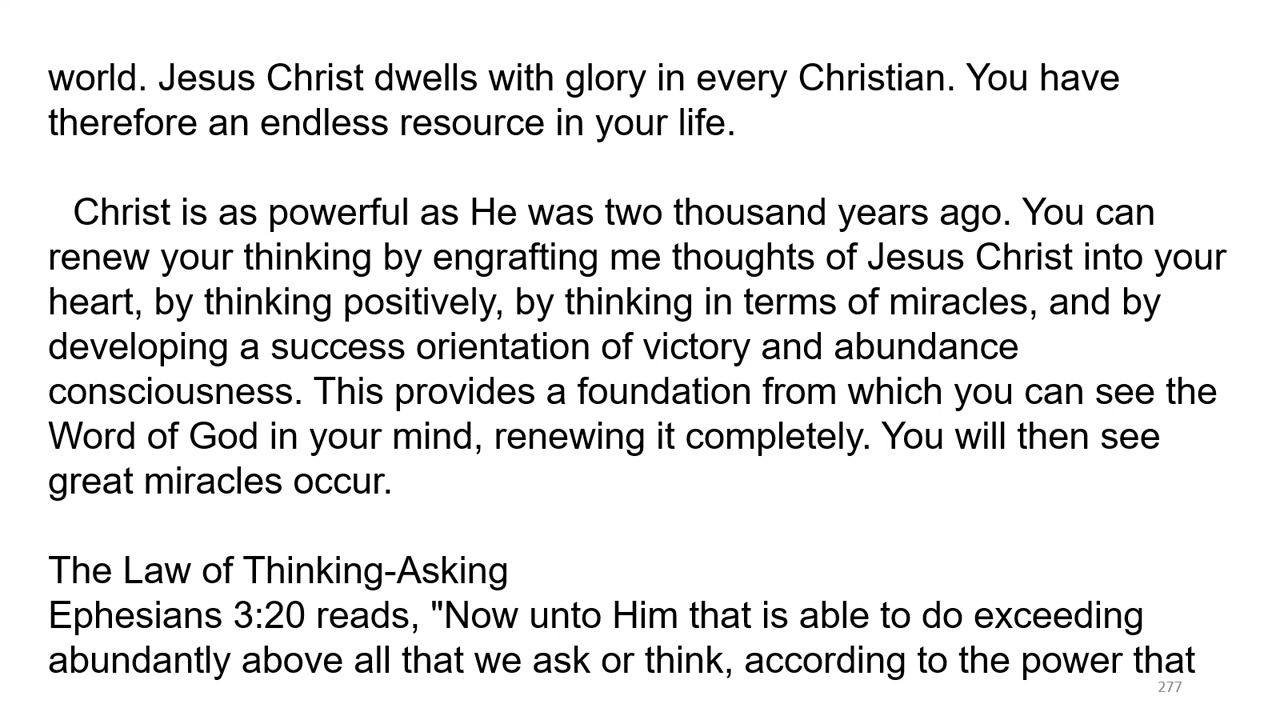 world. Jesus Christ dwells with glory in every Christian. You have
therefore an endless resource in your life.
Christ is as powerful as He was two thousand years ago. You can
renew your thinking by engrafting me thoughts of Jesus Christ into your
heart, by thinking positively, by thinking in terms of miracles, and by
developing a success orientation of victory and abundance
consciousness. This provides a foundation from which you can see the
Word of God in your mind, renewing it completely. You will then see
great miracles occur.
The Law of Thinking-Asking
Ephesians 3:20 reads, "Now unto Him that is able to do exceeding
abundantly above all that we ask or think, according to the power that
277